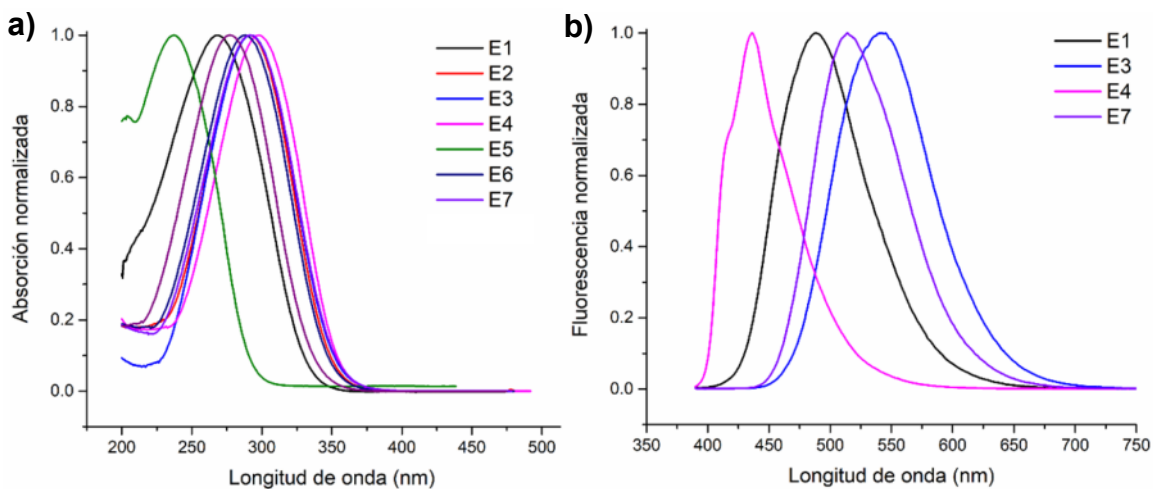 a)
Absorción normalizada
1.0
0.8
0.6
0.4
0.2
0.0
200 250 300 350 400 450 500
Longitud de onda (nm)
E1
E2
E3
E4
E5
E6
E7
b)
Fluorescencia normalizada
1.0
0.8
0.6
0.4
0.2
0.0
350 400 450 500 550 600 650 700 750
Longitud de onda (nm)
E1
E3
E4
E7